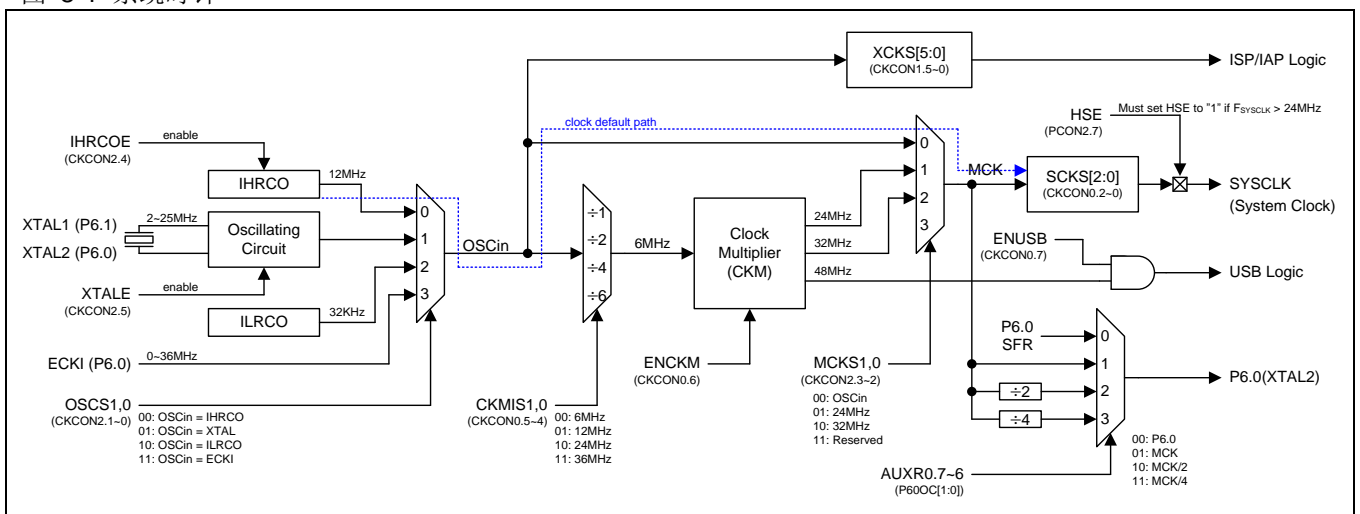 XCKS[5:0]
(CKCON1.5~0)
ISP/IAP Logic
Must set HSE to "1" if FSYSCLK > 24MHz
HSE
(PCON2.7)
clock default path
IHRCOE
(CKCON2.4)
enable
IHRCO
12MHz
0
1
2
3
MCK
SCKS[2:0]
(CKCON0.2~0)
SYSCLK
(System Clock)
XTAL1 (P6.1)
2~25MHz
XTAL2 (P6.0)
Oscillating
Circuit
0
1
2
3
OSCin
÷1
÷2
÷4
÷6
6MHz
Clock
Multiplier
(CKM)
24MHz
32MHz
48MHz
ENUSB
(CKCON0.7)
USB Logic
XTALE
(CKCON2.5)
enable
ILRCO
32KHz
ECKI (P6.0)
0~36MHz
P6.0
SFR
0
1
÷2
2
÷4
3
P6.0(XTAL2)
OSCS1,0
(CKCON2.1~0)
00: OSCin = IHRCO
01: OSCin = XTAL
10: OSCin = ILRCO
11: OSCin = ECKI
CKMIS1,0
(CKCON0.5~4)
00: 6MHz
01: 12MHz
10: 24MHz
11: 36MHz
ENCKM
(CKCON0.6)
MCKS1,0
(CKCON2.3~2)
00: OSCin
01: 24MHz
10: 32MHz
11: Reserved
AUXR0.7~6
(P60OC[1:0])
00: P6.0
01: MCK
10: MCK/2
11: MCK/4